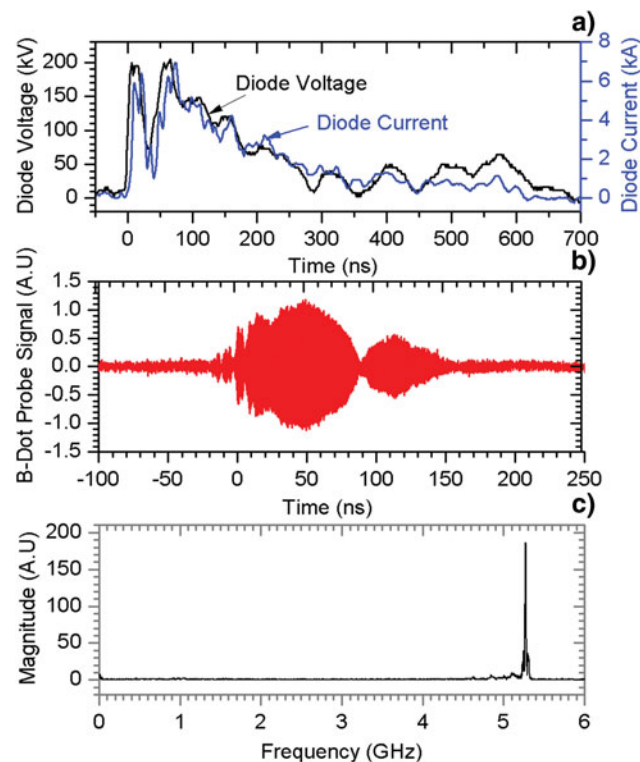 a)
Diode Voltage (kV)
200
150
100
50
0
Diode Voltage
Diode Current
8
6
4
2
0
Diode Current (kA)
0 100 200 300 400 500 600 700
Time (ns)
b)
B-Dot Probe Signal (A.U)
1.5
1.0
0.5
0.0
-0.5
-1.0
-1.5
-100 -50 0 50 100 150 200 250
Time (ns)
c)
Magnitude (A.U)
200
150
100
50
0
0 1 2 3 4 5 6
Frequency (GHz)